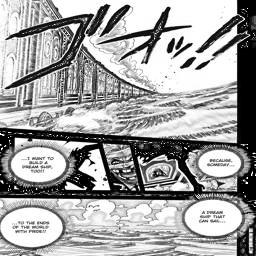 ブオッ!!
BECAUSE,
SOMEDAY...
...I WANT TO
BUILD A
DREAM SHIP
TOO!!
A DREAM
SHIP THAT
CAN SAIL...
...TO THE ENDS
OF THE WORLD
WITH PRIDE!!